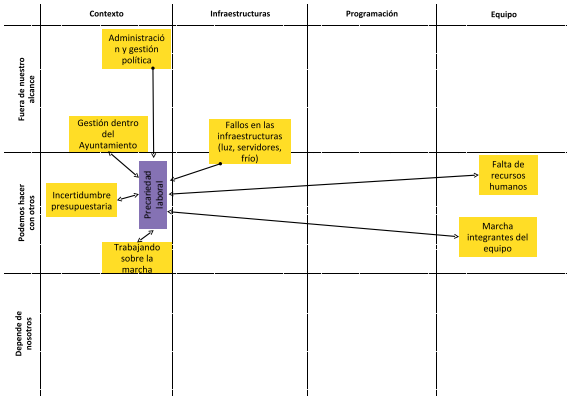 Contexto
Infraestructuras
Programación
Equipo
Fuera de nuestro
alcance
Administració
n y gestión
política
Gestión dentro
del
Ayuntamiento
Fallos en las
infraestructuras
(luz, servidores,
frío)
Podemos hacer
con otros
Incertidumbre
presupuestaria
Precariedad
laboral
Trabajando
sobre la
marcha
Falta de
recursos
humanos
Marcha
integrantes del
equipo
Depende de
nosotros